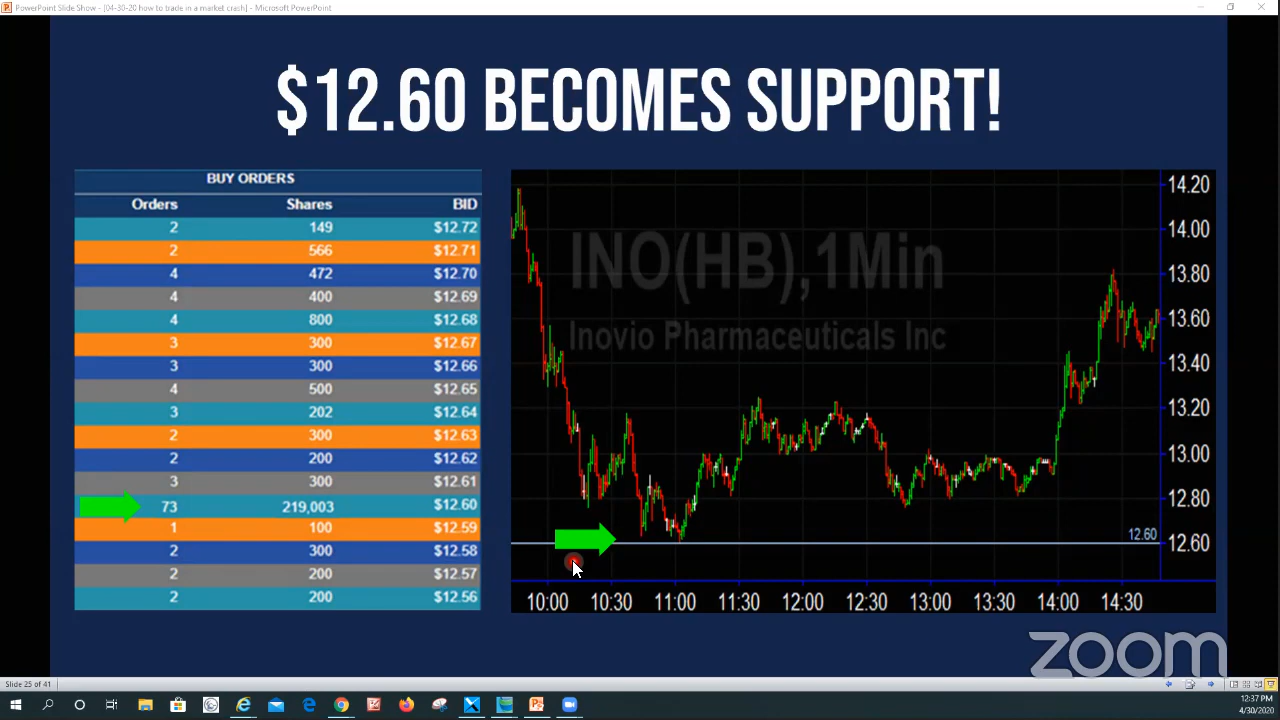 PowerPoint Slide Show - [04-30-20 how to trade in a market crash] - Microsoft PowerPoint
$12.60 BECOMES SUPPORT!
BUY ORDERS
Orders Shares BID
2 149 $12.72
2 566 $12.71
4 472 $12.70
4 400 $12.69
4 800 $12.68
3 300 $12.67
3 300 $12.66
4 500 $12.65
3 202 $12.64
2 300 $12.63
2 200 $12.62
3 300 $12.61
73 219,003 $12.60
1 100 $12.59
2 300 $12.58
2 200 $12.57
2 200 $12.56
INO(HB),1Min
Inovio Pharmaceuticals Inc
14.20
14.00
13.80
13.60
13.40
13.20
13.00
12.80
12.60
12.60
10:00 10:30 11:00 11:30 12:00 12:30 13:00 13:30 14:00 14:30
zoom
Slide 25 of 41
12:37 PM
4/30/2020